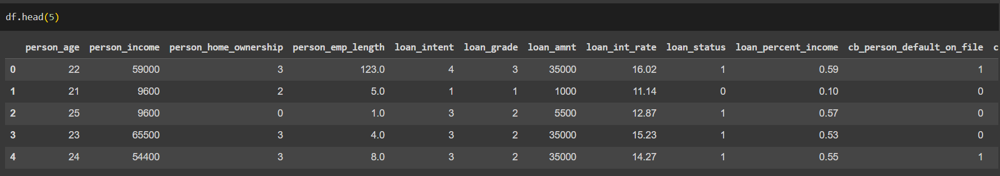 df.head(5)
person_age person_income person_home_ownership person_emp_length loan_intent loan_grade loan_amnt loan_int_rate loan_status loan_percent_income cb_person_default_on_file c
0 22 59000 3 123.0 4 3 35000 16.02 1 0.59 1
1 21 9600 2 5.0 1 1 1000 11.14 0 0.10 0
2 25 9600 0 1.0 3 2 5500 12.87 1 0.57 0
3 23 65500 3 4.0 3 2 35000 15.23 1 0.53 0
4 24 54400 3 8.0 3 2 35000 14.27 1 0.55 1